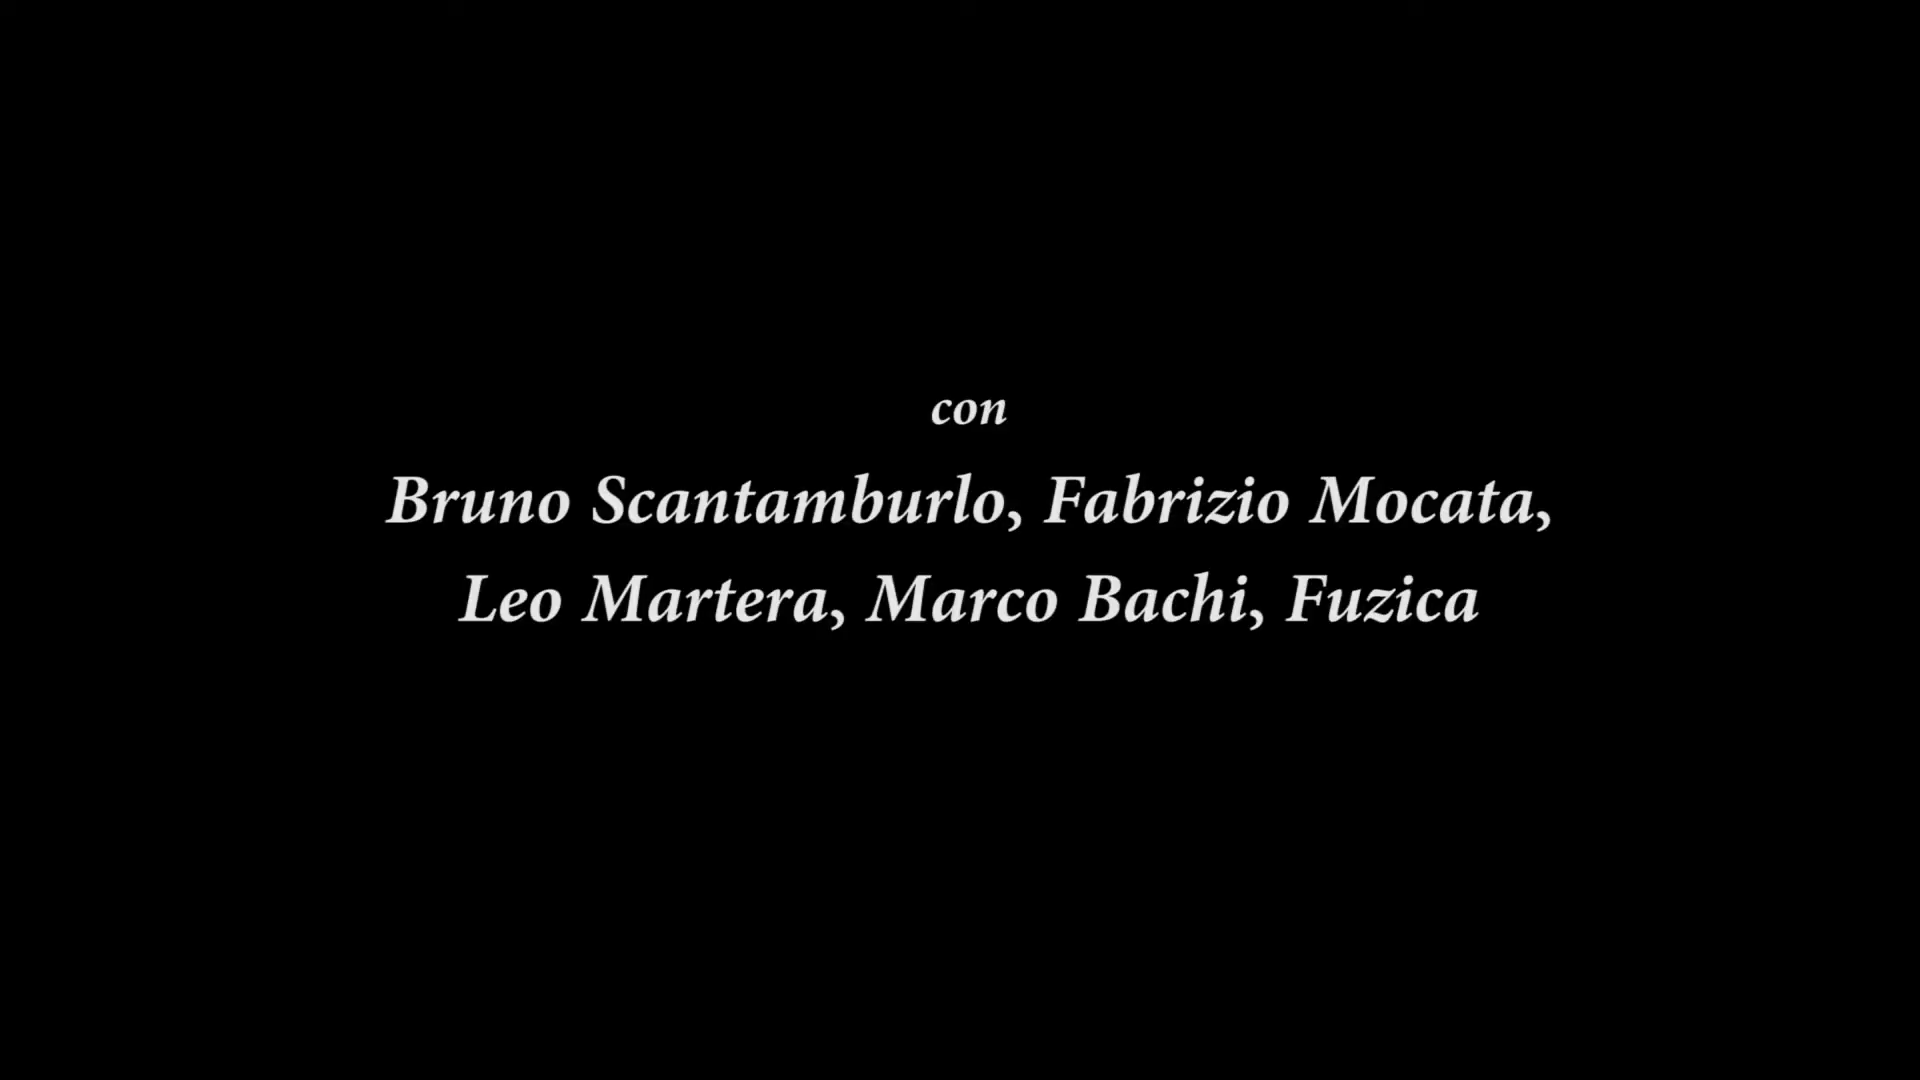 con
Bruno Scantamburlo, Fabrizio Mocata,
Leo Martera, Marco Bachi, Fuzica